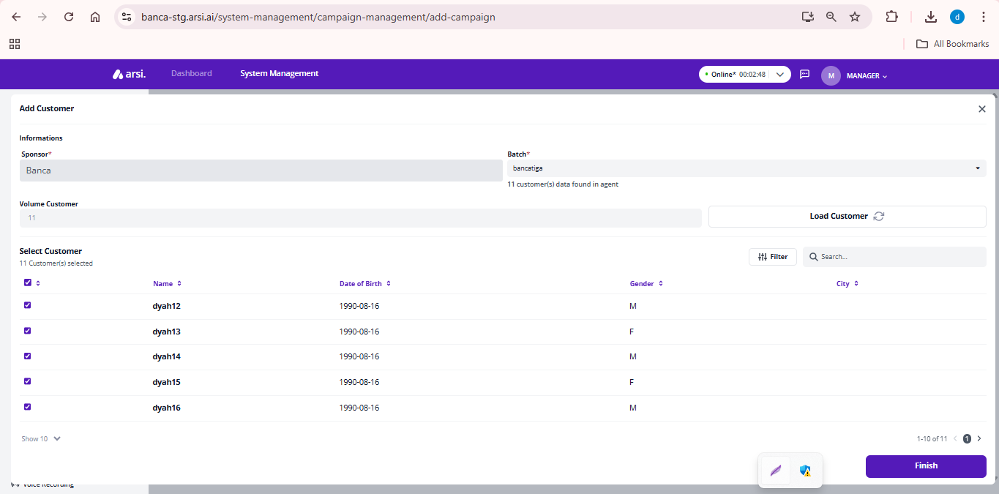 banca-stg.arsi.ai/system-management/campaign-management/add-campaign
d
All Bookmarks
arsi.
Dashboard
System Management
Online* 00:02:48
M
MANAGER
Add Customer
Informations
Sponsor*
Batch*
Banca
bancatiga
11 customer(s) data found in agent
Volume Customer
11
Load Customer
Select Customer
11 Customer(s) selected
Filter
Search...
Name Date of Birth Gender City
dyah12 1990-08-16 M
dyah13 1990-08-16 F
dyah14 1990-08-16 M
dyah15 1990-08-16 F
dyah16 1990-08-16 M
Show 10
1-10 of 11 1
Finish
Voice Recording